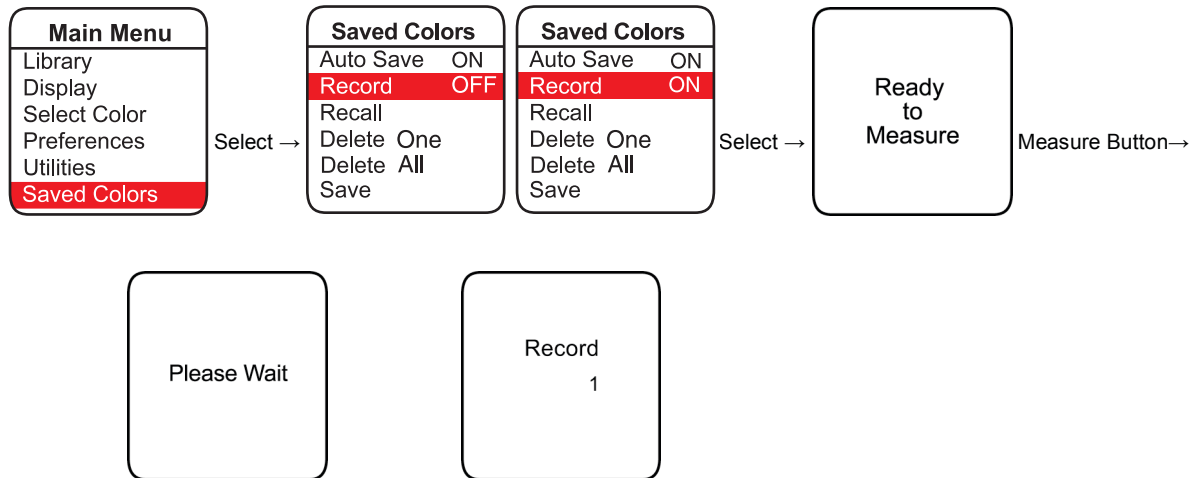 Main Menu
Library
Display
Select Color
Preferences
Utilities
Saved Colors
Select →
Saved Colors
Auto Save ON
Record OFF
Recall
Delete One
Delete All
Save
Saved Colors
Auto Save ON
Record ON
Recall
Delete One
Delete All
Save
Select →
Ready
to
Measure
Measure Button→
Please Wait
Record
1